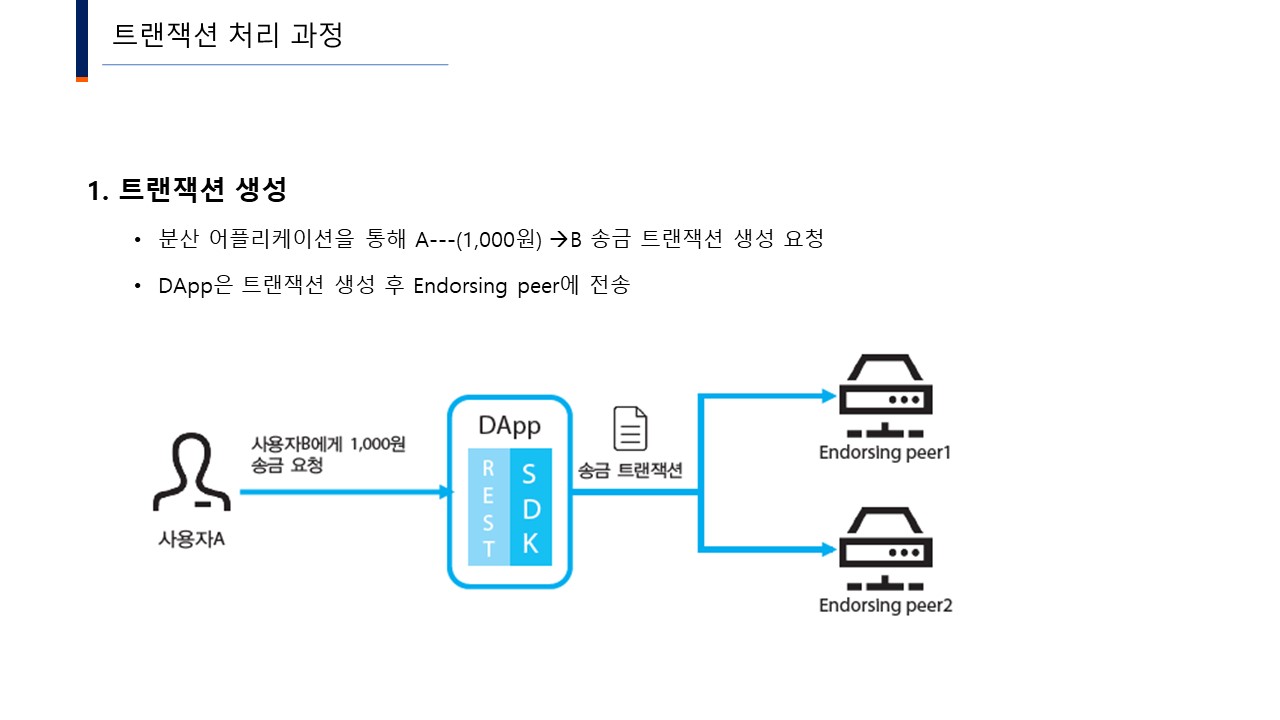 트랜잭션 처리 과정
1. 트랜잭션 생성
• 분산 어플리케이션을 통해 A---(1,000원) →B 송금 트랜잭션 생성 요청
• DApp은 트랜잭션 생성 후 Endorsing peer에 전송
사용자B에게 1,000원
송금 요청
사용자A
DApp
REST
SDK
송금 트랜잭션
Endorsing peer1
Endorsing peer2